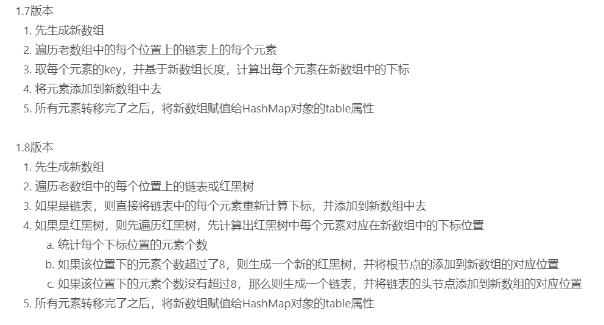 1.7版本
1. 先生成新数组
2. 遍历老数组中的每个位置上的链表上的每个元素
3. 取每个元素的key，并基于新数组长度，计算出每个元素在新数组中的下标
4. 将元素添加到新数组中去
5. 所有元素转移完了之后，将新数组赋值给HashMap对象的table属性
1.8版本
1. 先生成新数组
2. 遍历老数组中的每个位置上的链表或红黑树
3. 如果是链表，则直接将链表中的每个元素重新计算下标，并添加到新数组中去
4. 如果是红黑树，则先遍历红黑树，先计算出红黑树中每个元素对应在新数组中的下标位置
a. 统计每个下标位置的元素个数
b. 如果该位置下的元素个数超过了8，则生成一个新的红黑树，并将根节点的添加到新数组的对应位置
c. 如果该位置下的元素个数没有超过8，那么则生成一个链表，并将链表的头节点添加到新数组的对应位置
5. 所有元素转移完了之后，将新数组赋值给HashMap对象的table属性